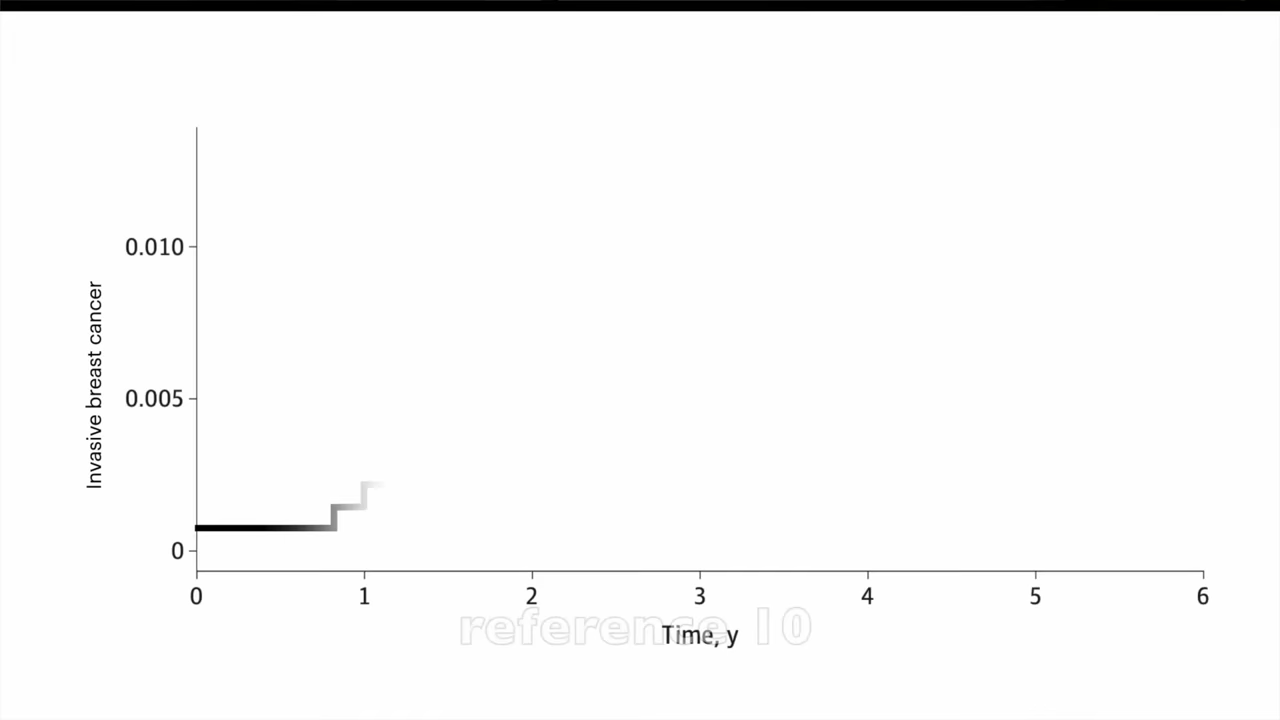 0.010
0.005
0
Invasive breast cancer
0 1 2 3 4 5 6
Time, y
reference 10